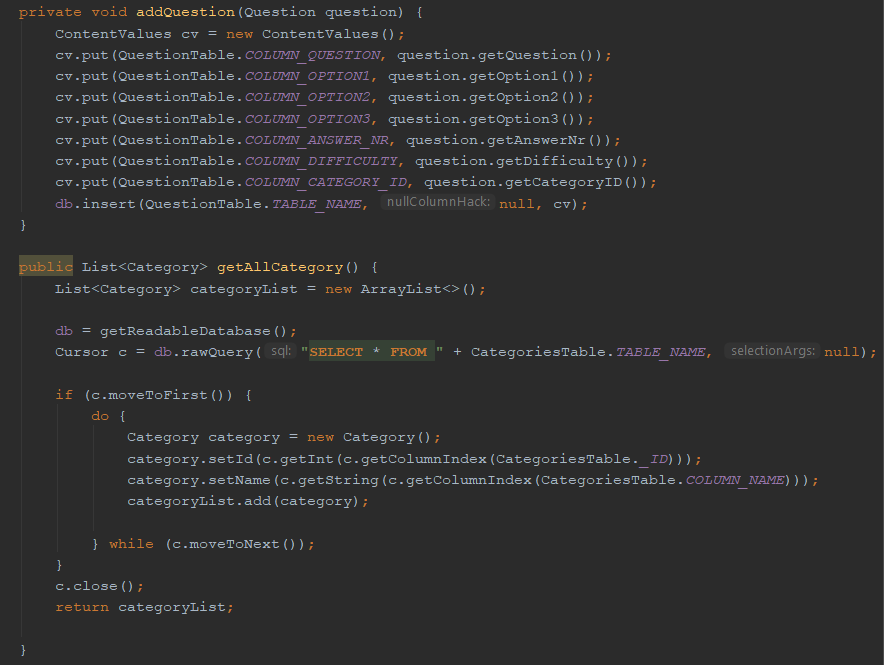 private void addQuestion(Question question) {
    ContentValues cv = new ContentValues();
    cv.put(QuestionTable.COLUMN_QUESTION, question.getQuestion());
    cv.put(QuestionTable.COLUMN_OPTION1, question.getOption1());
    cv.put(QuestionTable.COLUMN_OPTION2, question.getOption2());
    cv.put(QuestionTable.COLUMN_OPTION3, question.getOption3());
    cv.put(QuestionTable.COLUMN_ANSWER_NR, question.getAnswerNr());
    cv.put(QuestionTable.COLUMN_DIFFICULTY, question.getDifficulty());
    cv.put(QuestionTable.COLUMN_CATEGORY_ID, question.getCategoryID());
    db.insert(QuestionTable.TABLE_NAME, nullColumnHack: null, cv);
}
public List<Category> getAllCategory() {
    List<Category> categoryList = new ArrayList<>();
    db = getReadableDatabase();
    Cursor c = db.rawQuery( sql: "SELECT * FROM " + CategoriesTable.TABLE_NAME, selectionArgs: null);
    if (c.moveToFirst()) {
        do {
            Category category = new Category();
            category.setId(c.getInt(c.getColumnIndex(CategoriesTable._ID)));
            category.setName(c.getString(c.getColumnIndex(CategoriesTable.COLUMN_NAME)));
            categoryList.add(category);
        } while (c.moveToNext());
    }
    c.close();
    return categoryList;
}